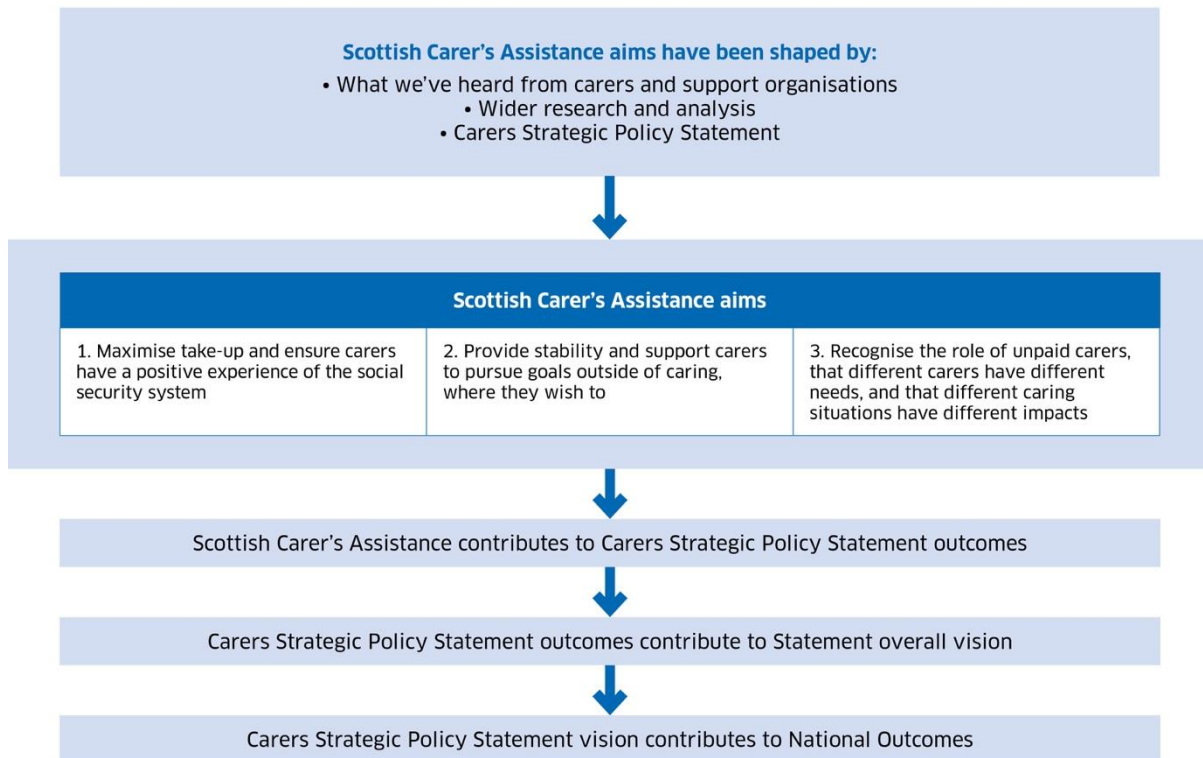 Scottish Carer’s Assistance aims have been shaped by:
• What we’ve heard from carers and support organisations
• Wider research and analysis
• Carers Strategic Policy Statement
Scottish Carer’s Assistance aims
1. Maximise take-up and ensure carers
have a positive experience of the social
security system
2. Provide stability and support carers
to pursue goals outside of caring,
where they wish to
3. Recognise the role of unpaid carers,
that different carers have different
needs, and that different caring
situations have different impacts
Scottish Carer’s Assistance contributes to Carers Strategic Policy Statement outcomes
Carers Strategic Policy Statement outcomes contribute to Statement overall vision
Carers Strategic Policy Statement vision contributes to National Outcomes